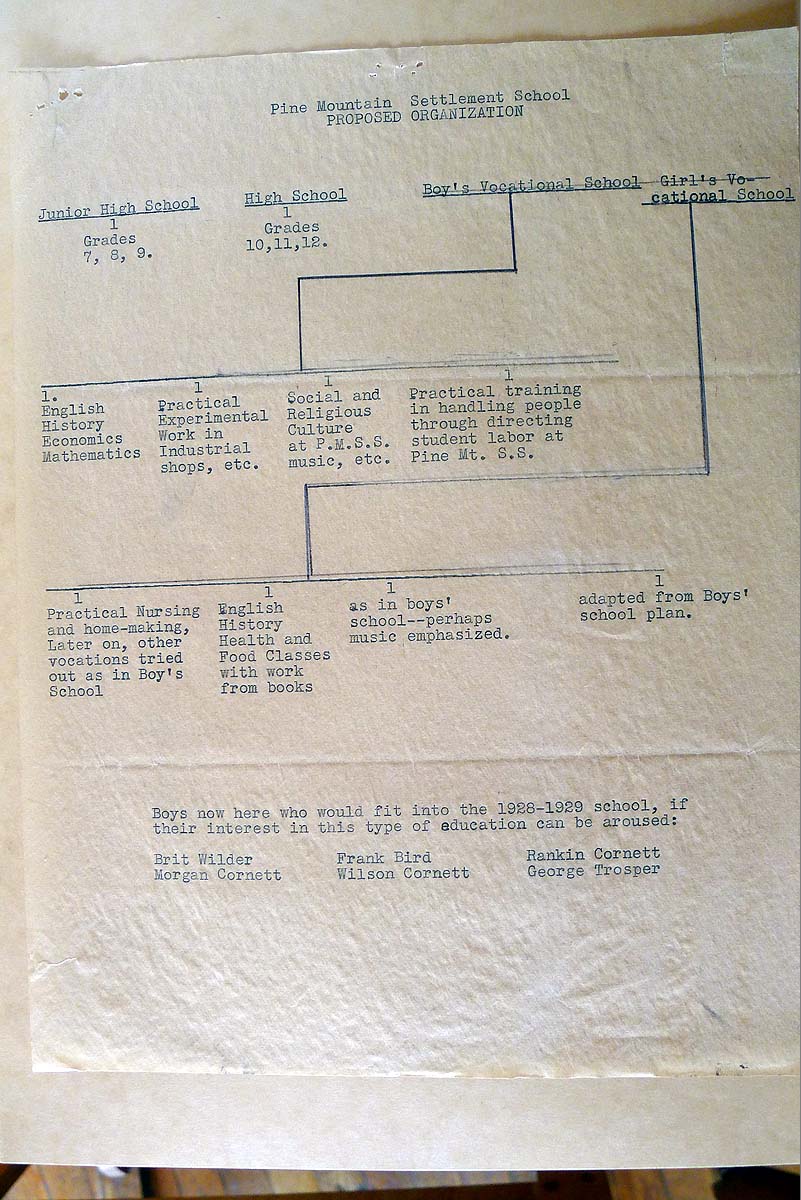 Pine Mountain Settlement School
PROPOSED ORGANIZATION
Junior High School
1
Grades
7, 8, 9.
High School
1
Grades
10,11,12.
Boy's Vocational School
Girl's Vo-
cational School
1.
English
History
Economics
Mathematics
1
Practical
Experimental
Work in
Industrial
shops, etc.
1
Social and
Religious
Culture
at P.M.S.S.
music, etc.
1
Practical training
in handling people
through directing
student labor at
Pine Mt. S.S.
1
Practical Nursing
and home-making,
Later on, other
vocations tried
out as in Boy's
School
1
English
History
Health and
Food Classes
with work
from books
1
as in boys'
school--perhaps
music emphasized.
1
adapted from Boys'
school plan.
Boys now here who would fit into the 1928-1929 school, if
their interest in this type of education can be aroused:
Brit Wilder Frank Bird Rankin Cornett
Morgan Cornett Wilson Cornett George Trosper